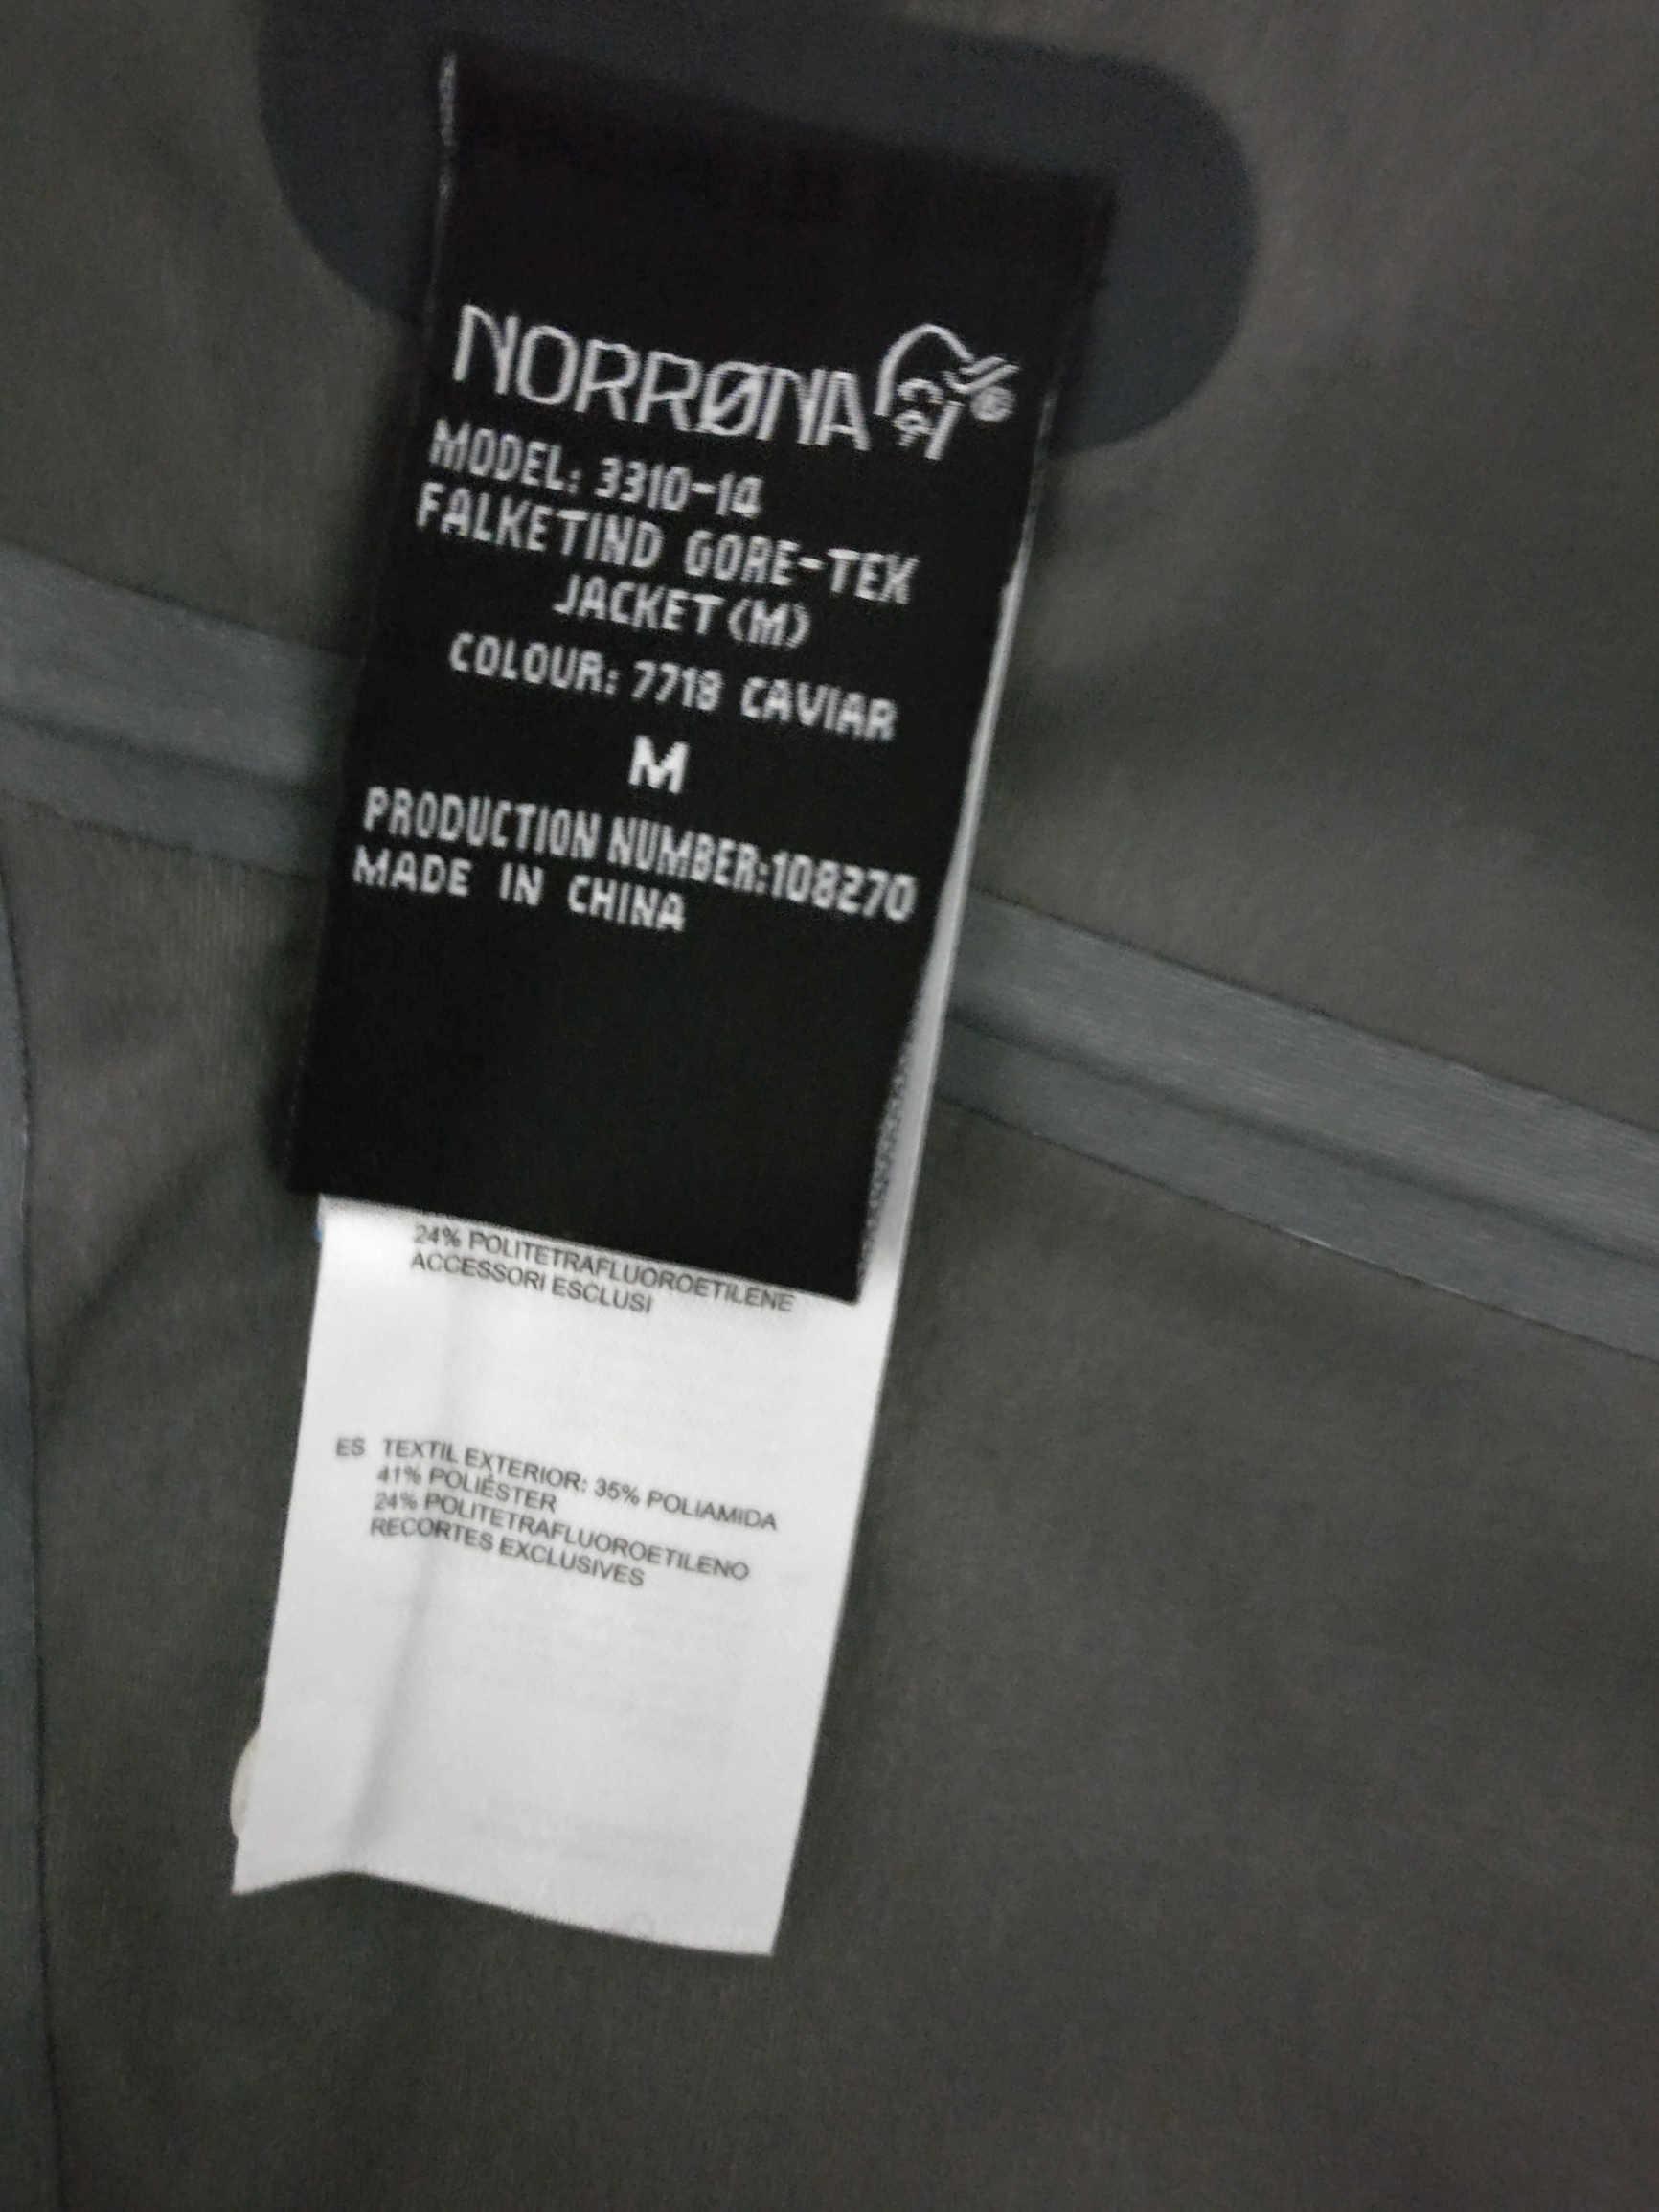 NORRØNA ®
MODEL: 3310-14
FALKETIND GORE-TEX
JACKET (M)
COLOUR: 7718 CAVIAR
M
PRODUCTION NUMBER:108270
MADE IN CHINA
24% POLITETRAFLUOROETILENE
ACCESSORI ESCLUSI
ES TEXTIL EXTERIOR: 35% POLIAMIDA
41% POLIÉSTER
24% POLITETRAFLUOROETILENO
RECORTES EXCLUSIVES